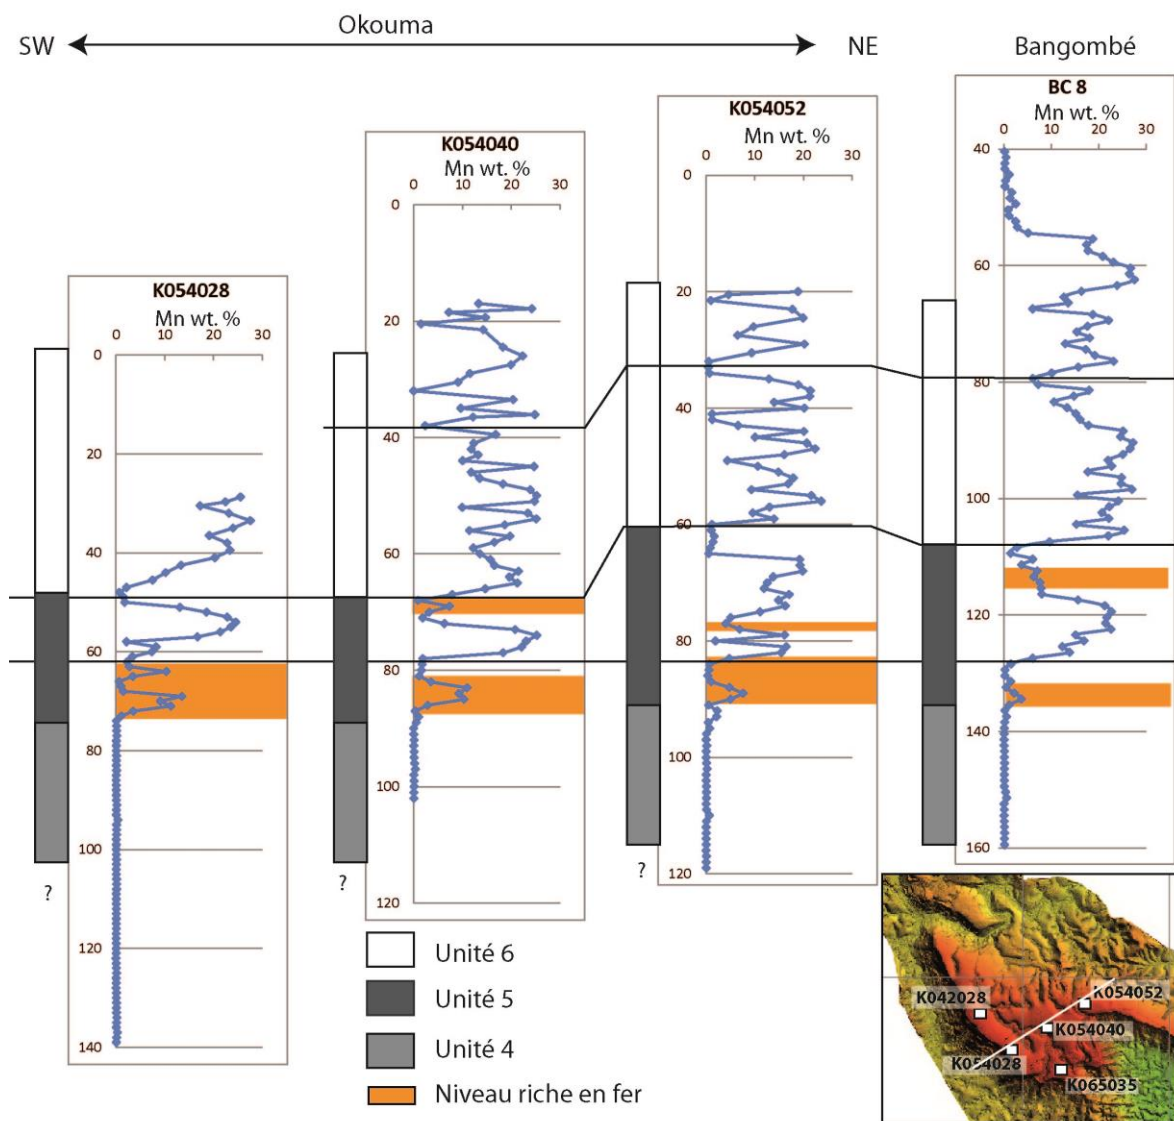 SW
Okouma
NE
Bangombé
K054028
Mn wt. %
0 10 20 30
0
20
40
60
80
100
120
140
?
K054040
Mn wt. %
0 10 20 30
0
20
40
60
80
100
120
?
K054052
Mn wt. %
0 10 20 30
0
20
40
60
80
100
120
?
BC 8
Mn wt. %
0 10 20 30
40
60
80
100
120
140
160
Unité 6
Unité 5
Unité 4
Niveau riche en fer
K042028
K054052
K054040
K054028
K065035